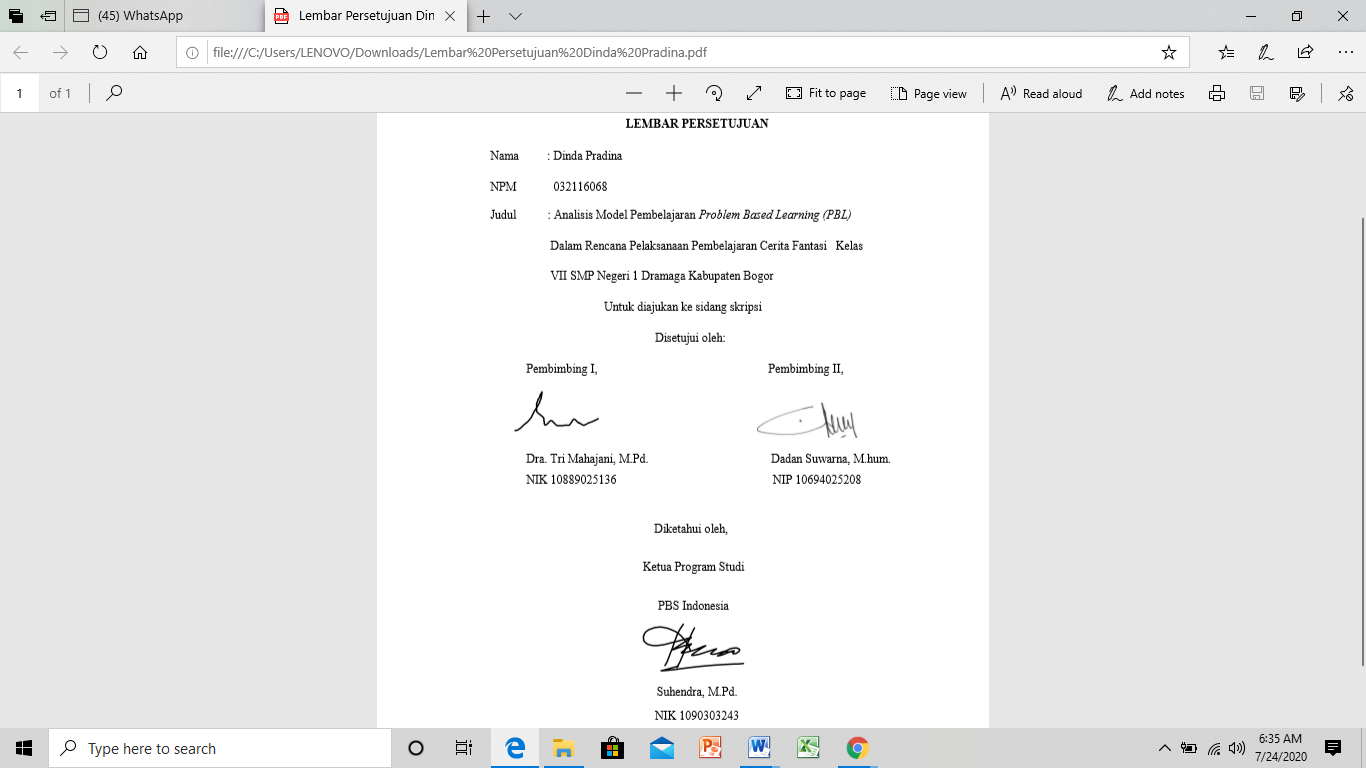 (45) WhatsApp
Lembar Persetujuan Din
file:///C:/Users/LENOVO/Downloads/Lembar%20Persetujuan%20Dinda%20Pradina.pdf
1 of 1
Fit to page
Page view
Read aloud
Add notes
LEMBAR PERSETUJUAN
Nama : Dinda Pradina
NPM 032116068
Judul : Analisis Model Pembelajaran Problem Based Learning (PBL)
Dalam Rencana Pelaksanaan Pembelajaran Cerita Fantasi Kelas
VII SMP Negeri 1 Dramaga Kabupaten Bogor
Untuk diajukan ke sidang skripsi
Disetujui oleh:
Pembimbing I, Pembimbing II,
Dra. Tri Mahajani, M.Pd. Dadan Suwarna, M.hum.
NIK 10889025136 NIP 10694025208
Diketahui oleh,
Ketua Program Studi
PBS Indonesia
Suhendra, M.Pd.
NIK 1090303243
Type here to search
6:35 AM
7/24/2020